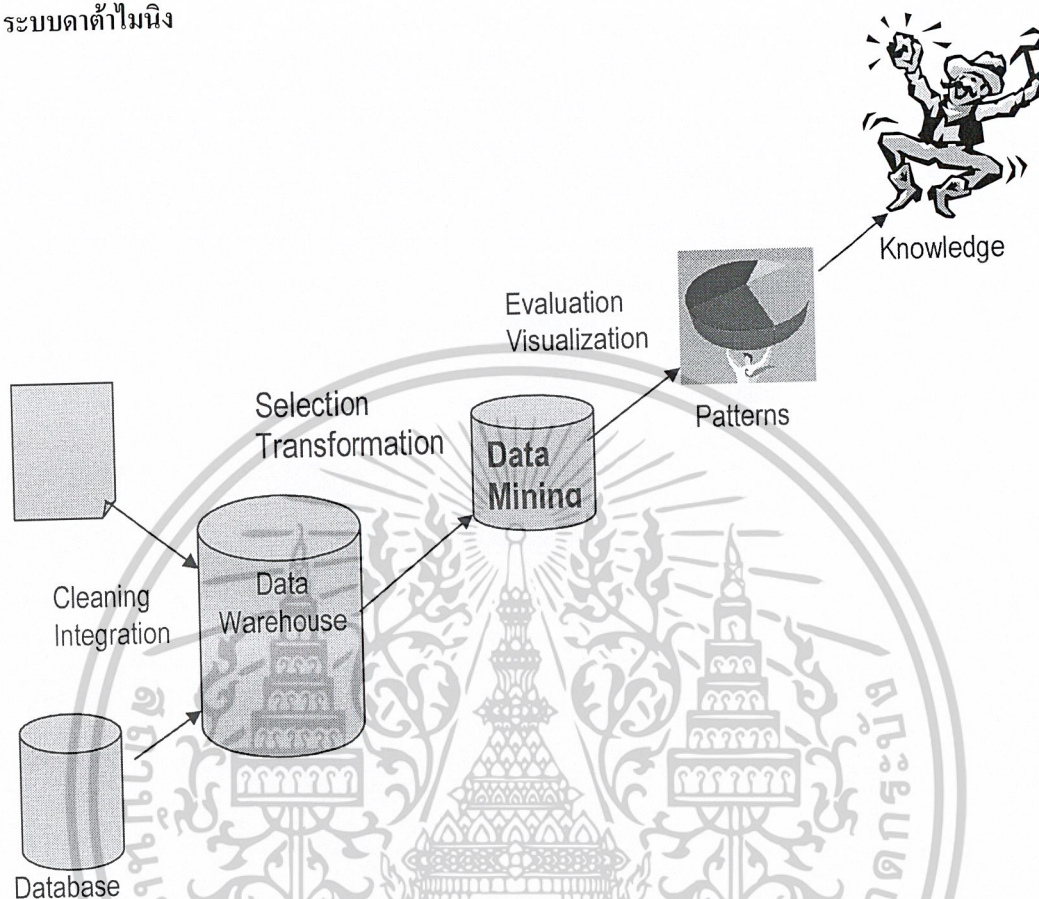 ระบบดาต้าไมนิง
Knowledge
Evaluation
Visualization
Patterns
Selection
Transformation
Data
Mining
Cleaning
Integration
Data
Warehouse
Database